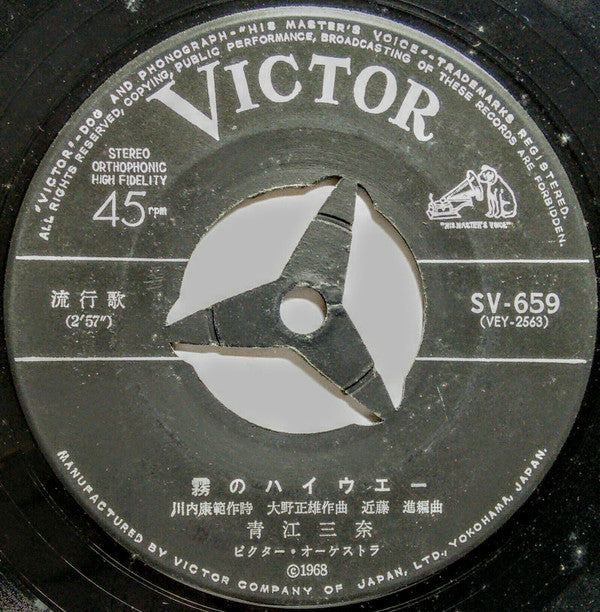 "VICTOR"-DOG AND PHONOGRAPH-"HIS MASTER'S VOICE"-TRADEMARKS REGISTERED.
ALL RIGHTS RESERVED, COPYING, PUBLIC PERFORMANCE, BROADCASTING OF THESE RECORDS ARE FORBIDDEN.
VICTOR
STEREO
ORTHOPHONIC
HIGH FIDELITY
45 rpm
"HIS MASTER'S VOICE"
流行歌
(2'57")
SV-659
(VEY-2563)
霧のハイウエー
川内康範作詩 大野正雄作曲 近藤 進編曲
青江三奈
ビクター・オーケストラ
©1968
MANUFACTURED BY VICTOR COMPANY OF JAPAN, LTD., YOKOHAMA, JAPAN.